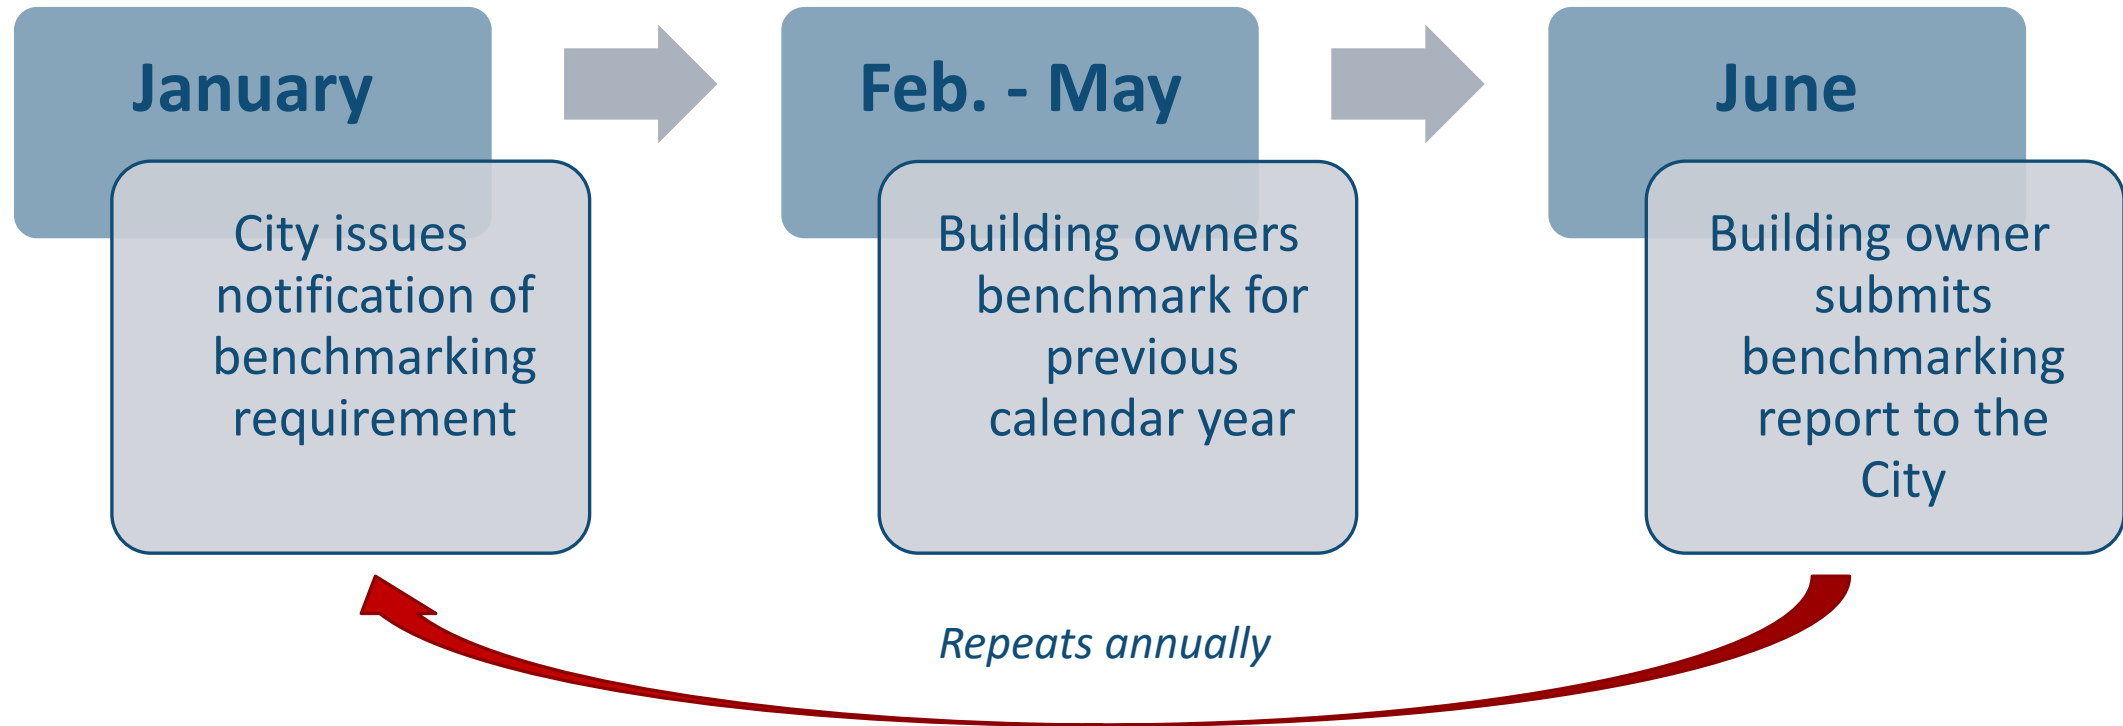 January
City issues
notification of
benchmarking
requirement
Feb. - May
Building owners
benchmark for
previous
calendar year
June
Building owner
submits
benchmarking
report to the
City
Repeats annually